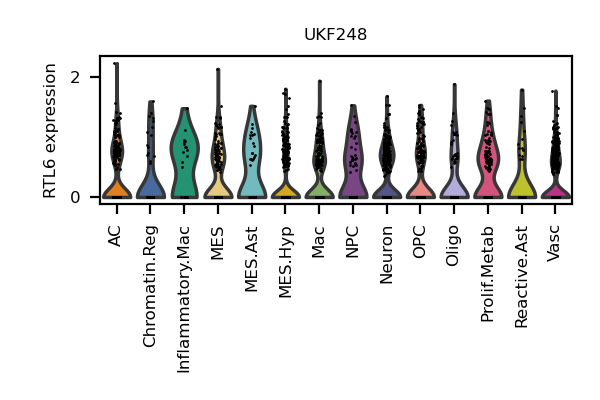 UKF248
RTL6 expression
2
0
AC
Chromatin.Reg
Inflammatory.Mac
MES
MES.Ast
MES.Hyp
Mac
NPC
Neuron
OPC
Oligo
Prolif.Metab
Reactive.Ast
Vasc